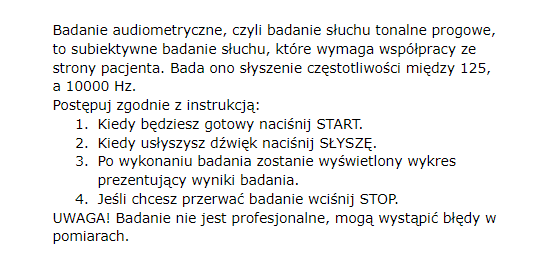 Badanie audiometryczne, czyli badanie słuchu tonalne progowe,
to subiektywne badanie słuchu, które wymaga współpracy ze
strony pacjenta. Bada ono słyszenie częstotliwości między 125,
a 10000 Hz.
Postępuj zgodnie z instrukcją:
1. Kiedy będziesz gotowy naciśnij START.
2. Kiedy usłyszysz dźwięk naciśnij SŁYSZĘ.
3. Po wykonaniu badania zostanie wyświetlony wykres
prezentujący wyniki badania.
4. Jeśli chcesz przerwać badanie wciśnij STOP.
UWAGA! Badanie nie jest profesjonalne, mogą wystąpić błędy w
pomiarach.